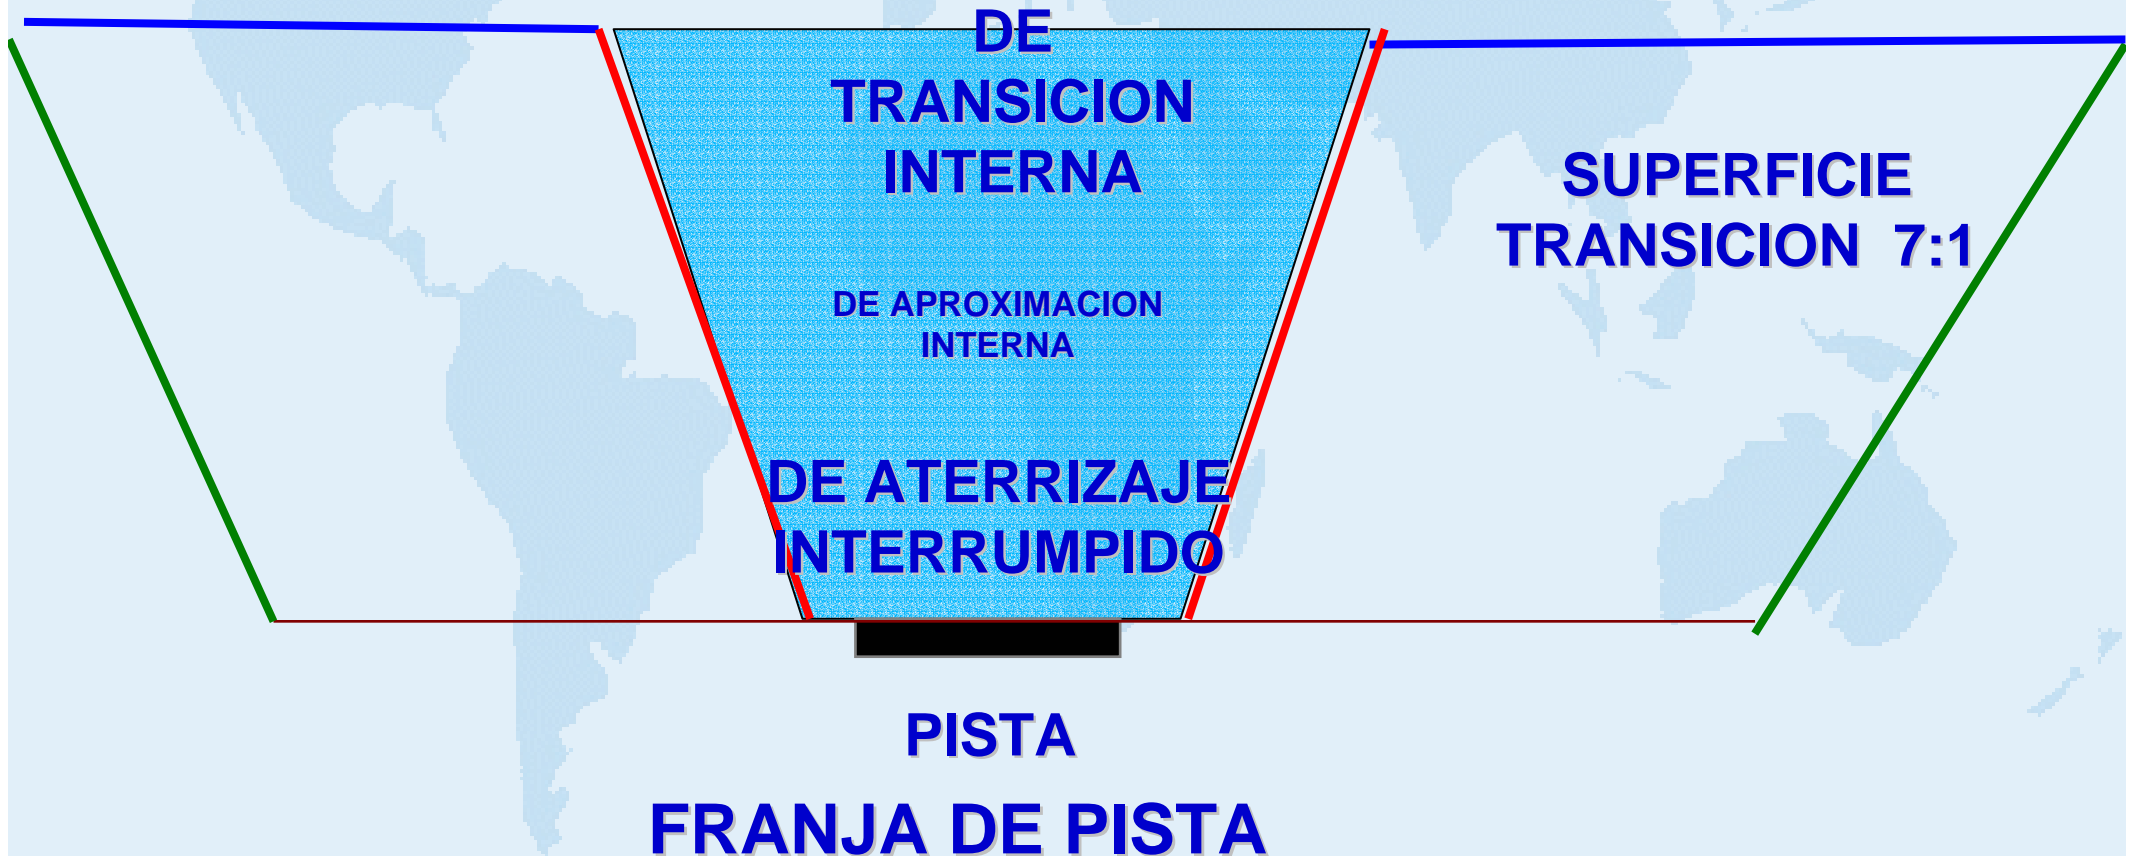 DE
TRANSICION
INTERNA
SUPERFICIE
TRANSICION 7:1
DE APROXIMACION
INTERNA
DE ATERRIZAJE
INTERRUMPIDO
PISTA
FRANJA DE PISTA